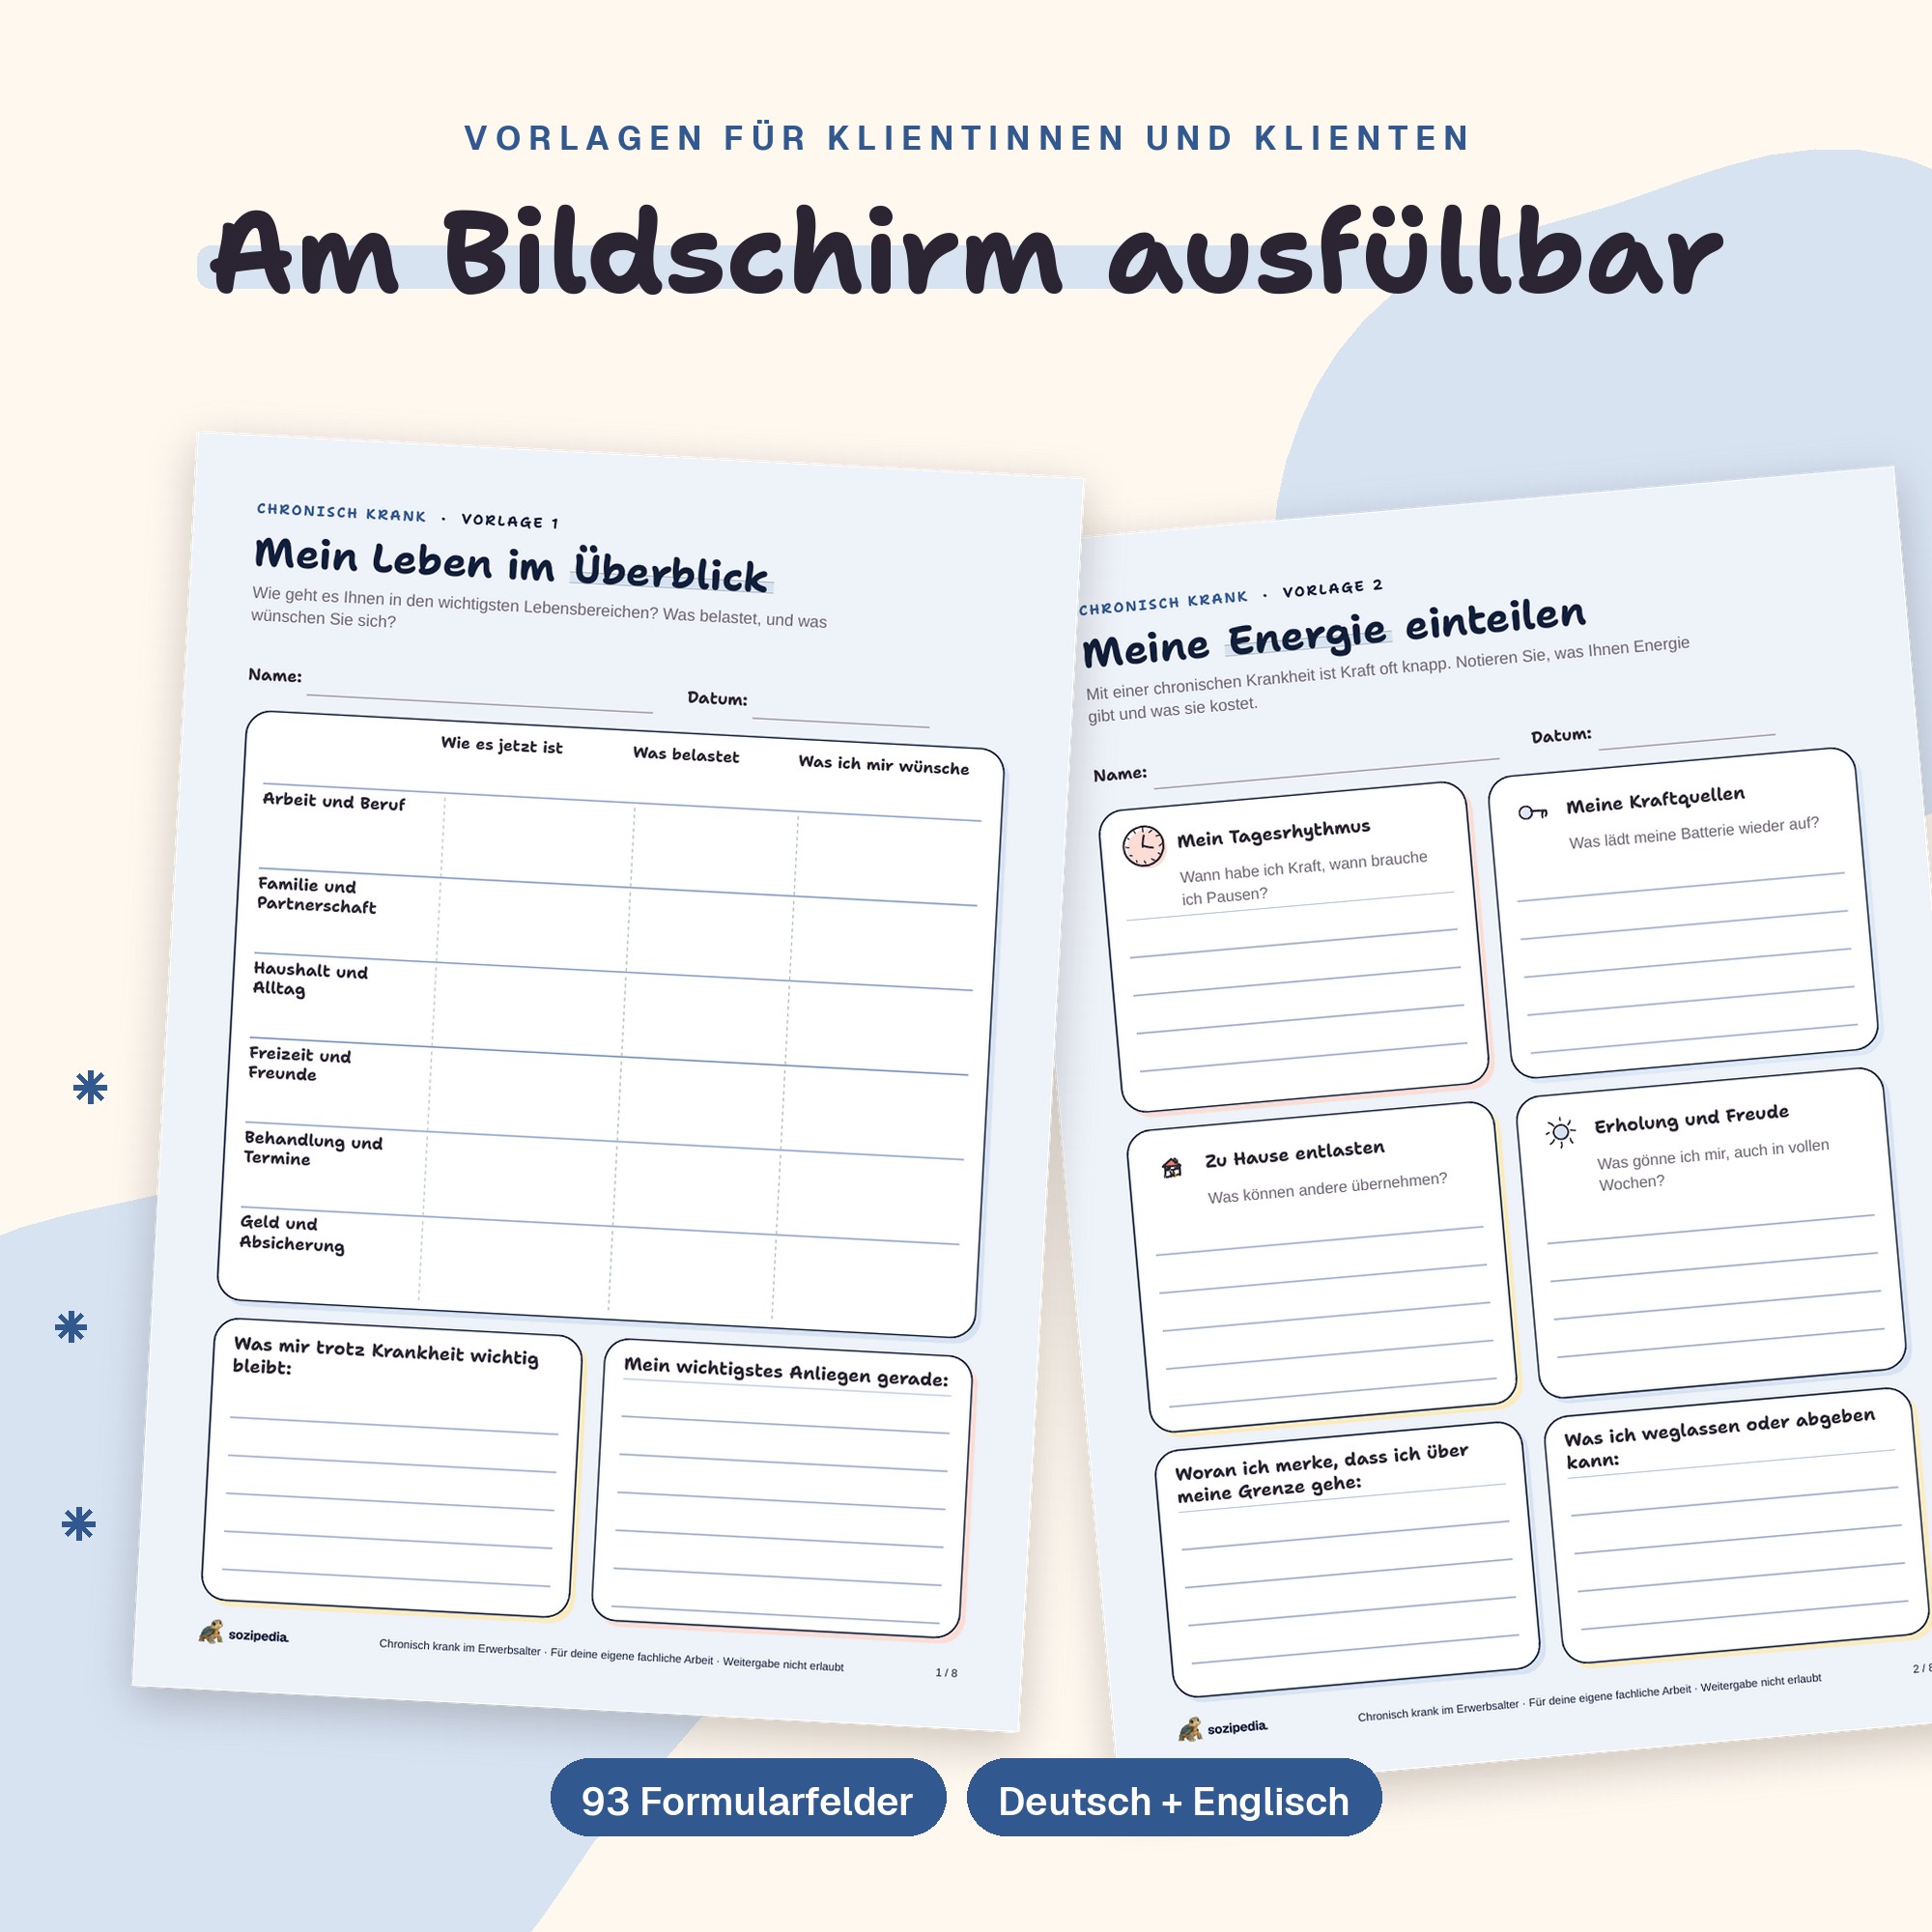 VORLAGEN FÜR KLIENTINNEN UND KLIENTEN
Am Bildschirm ausfüllbar
CHRONISCH KRANK · VORLAGE 1
Mein Leben im Überblick
Wie geht es Ihnen in den wichtigsten Lebensbereichen? Was belastet, und was
wünschen Sie sich?
Name:
Datum:
Wie es jetzt ist
Was belastet
Was ich mir wünsche
Arbeit und Beruf
Familie und
Partnerschaft
Haushalt und
Alltag
Freizeit und
Freunde
Behandlung und
Termine
Geld und
Absicherung
Was mir trotz Krankheit wichtig
bleibt:
Mein wichtigstes Anliegen gerade:
sozipedia.
Chronisch krank im Erwerbsalter · Für deine eigene fachliche Arbeit · Weitergabe nicht erlaubt
1 / 8
CHRONISCH KRANK · VORLAGE 2
Meine Energie einteilen
Mit einer chronischen Krankheit ist Kraft oft knapp. Notieren Sie, was Ihnen Energie
gibt und was sie kostet.
Name:
Datum:
Mein Tagesrhythmus
Wann habe ich Kraft, wann brauche
ich Pausen?
Meine Kraftquellen
Was lädt meine Batterie wieder auf?
Zu Hause entlasten
Was können andere übernehmen?
Erholung und Freude
Was gönne ich mir, auch in vollen
Wochen?
Woran ich merke, dass ich über
meine Grenze gehe:
Was ich weglassen oder abgeben
kann:
sozipedia.
Chronisch krank im Erwerbsalter · Für deine eigene fachliche Arbeit · Weitergabe nicht erlaubt
2 / 8
93 Formularfelder
Deutsch + Englisch